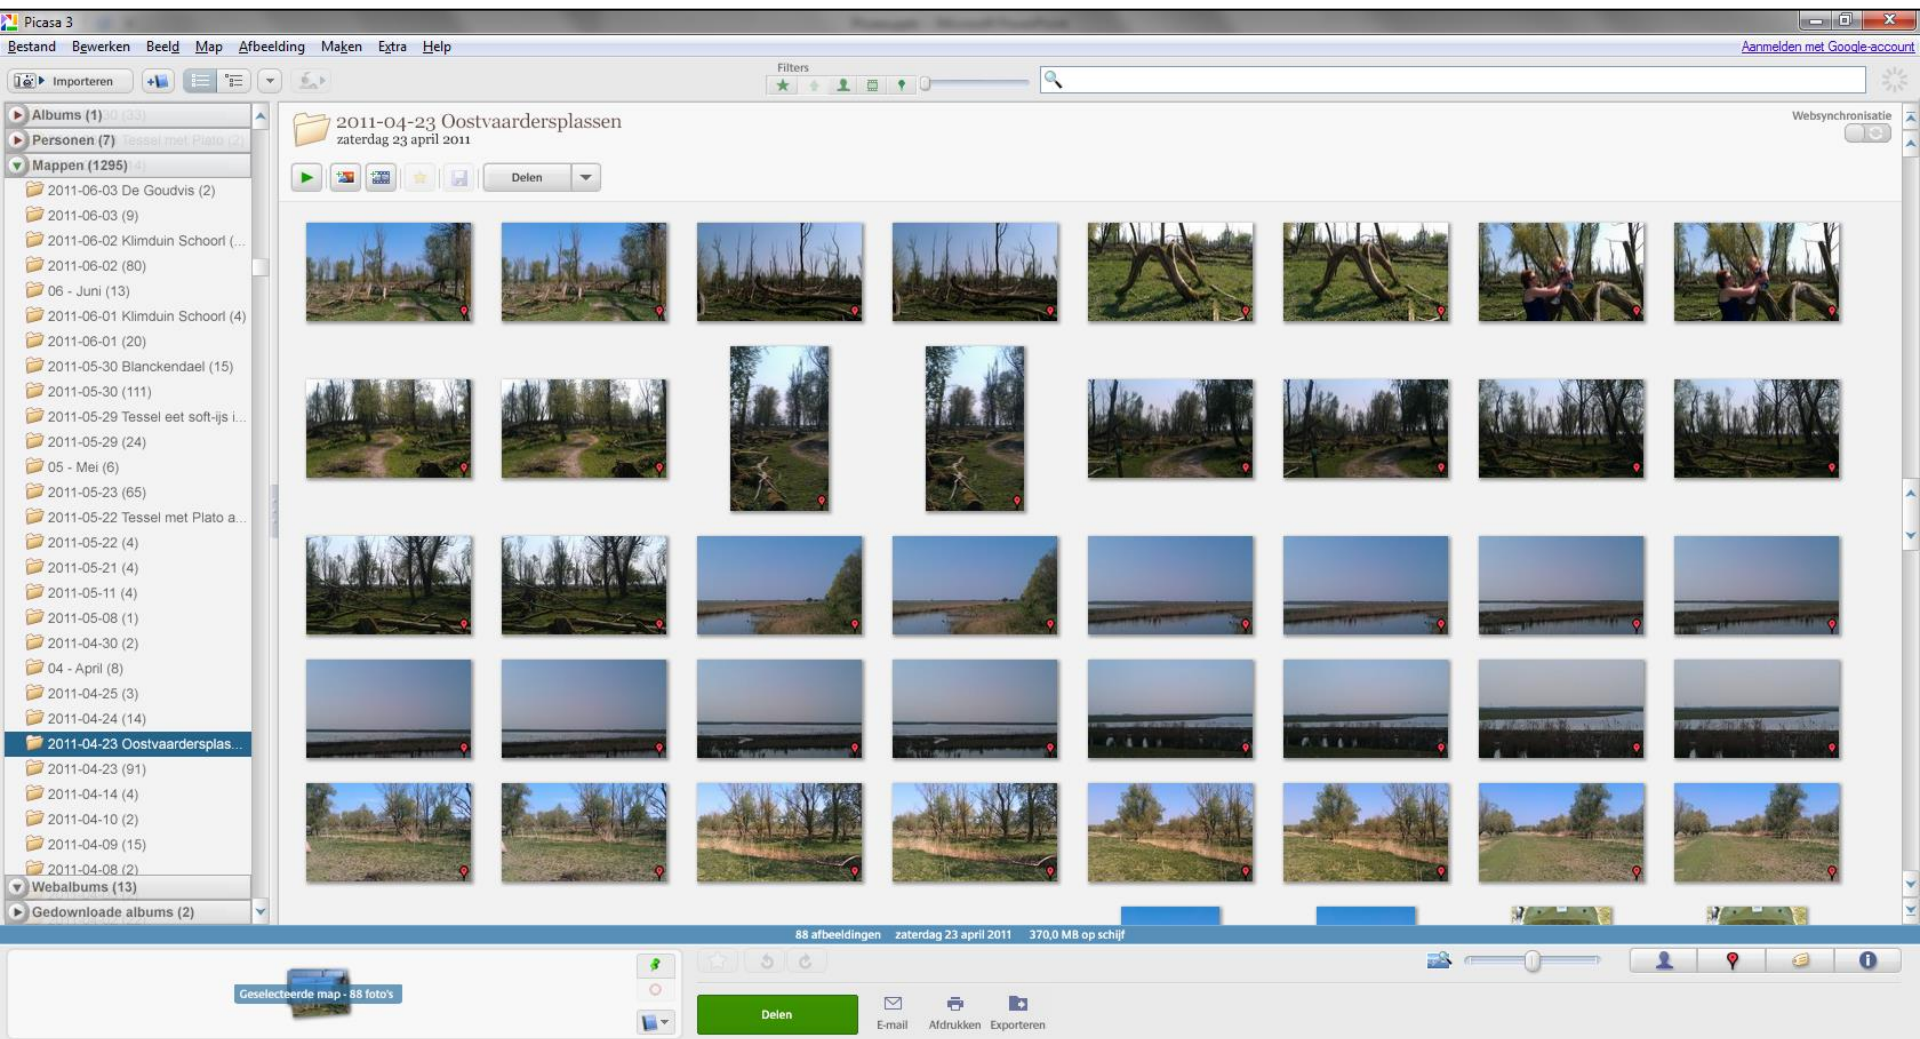 Picasa 3
Bestand Bewerken Beeld Map Afbeelding Maken Extra Help
Aanmelden met Google-account
Importeren
Filters
Albums (1)
Personen (7)
Mappen (1295)
2011-06-03 De Goudvis (2)
2011-06-03 (9)
2011-06-02 Klimduin Schoorl (...
2011-06-02 (80)
06 - Juni (13)
2011-06-01 Klimduin Schoorl (4)
2011-06-01 (20)
2011-05-30 Blanckendael (15)
2011-05-30 (111)
2011-05-29 Tessel eet soft-ijs i...
2011-05-29 (24)
05 - Mei (6)
2011-05-23 (65)
2011-05-22 Tessel met Plato a...
2011-05-22 (4)
2011-05-21 (4)
2011-05-11 (4)
2011-05-08 (1)
2011-04-30 (2)
04 - April (8)
2011-04-25 (3)
2011-04-24 (14)
2011-04-23 Oostvaardersplas...
2011-04-23 (91)
2011-04-14 (4)
2011-04-10 (2)
2011-04-09 (15)
2011-04-08 (2)
Webalbums (13)
Gedownloade albums (2)
2011-04-23 Oostvaardersplassen
zaterdag 23 april 2011
Websynchronisatie
Delen
88 afbeeldingen zaterdag 23 april 2011 370,0 MB op schijf
Geselecteerde map - 88 foto's
Delen
E-mail Afdrukken Exporteren